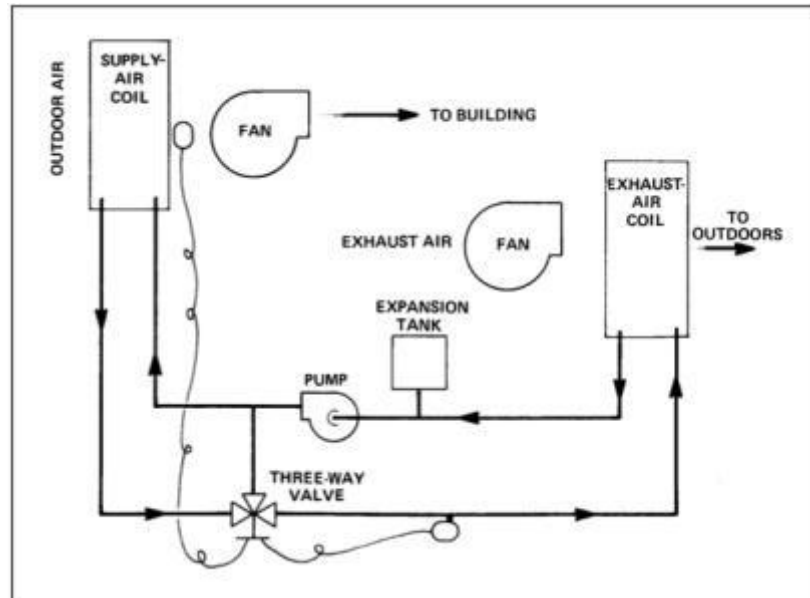 OUTDOOR AIR
SUPPLY-
AIR
COIL
FAN
TO BUILDING
EXHAUST AIR
FAN
EXHAUST-
AIR
COIL
TO
OUTDOORS
EXPANSION
TANK
PUMP
THREE-WAY
VALVE